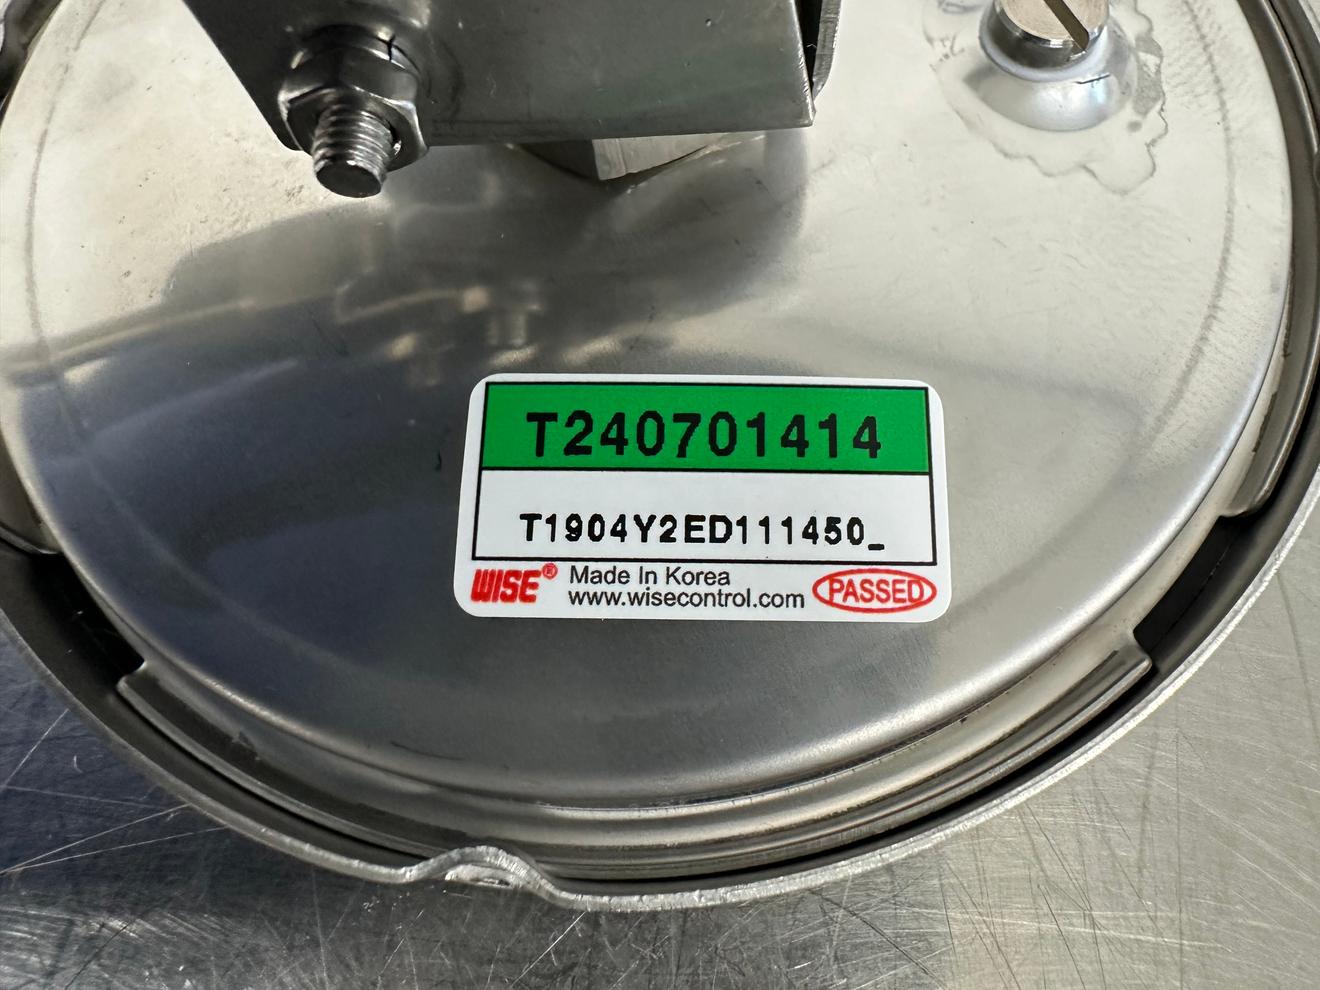 T240701414
T1904Y2ED111450_
WISE® Made In Korea
www.wisecontrol.com
PASSED